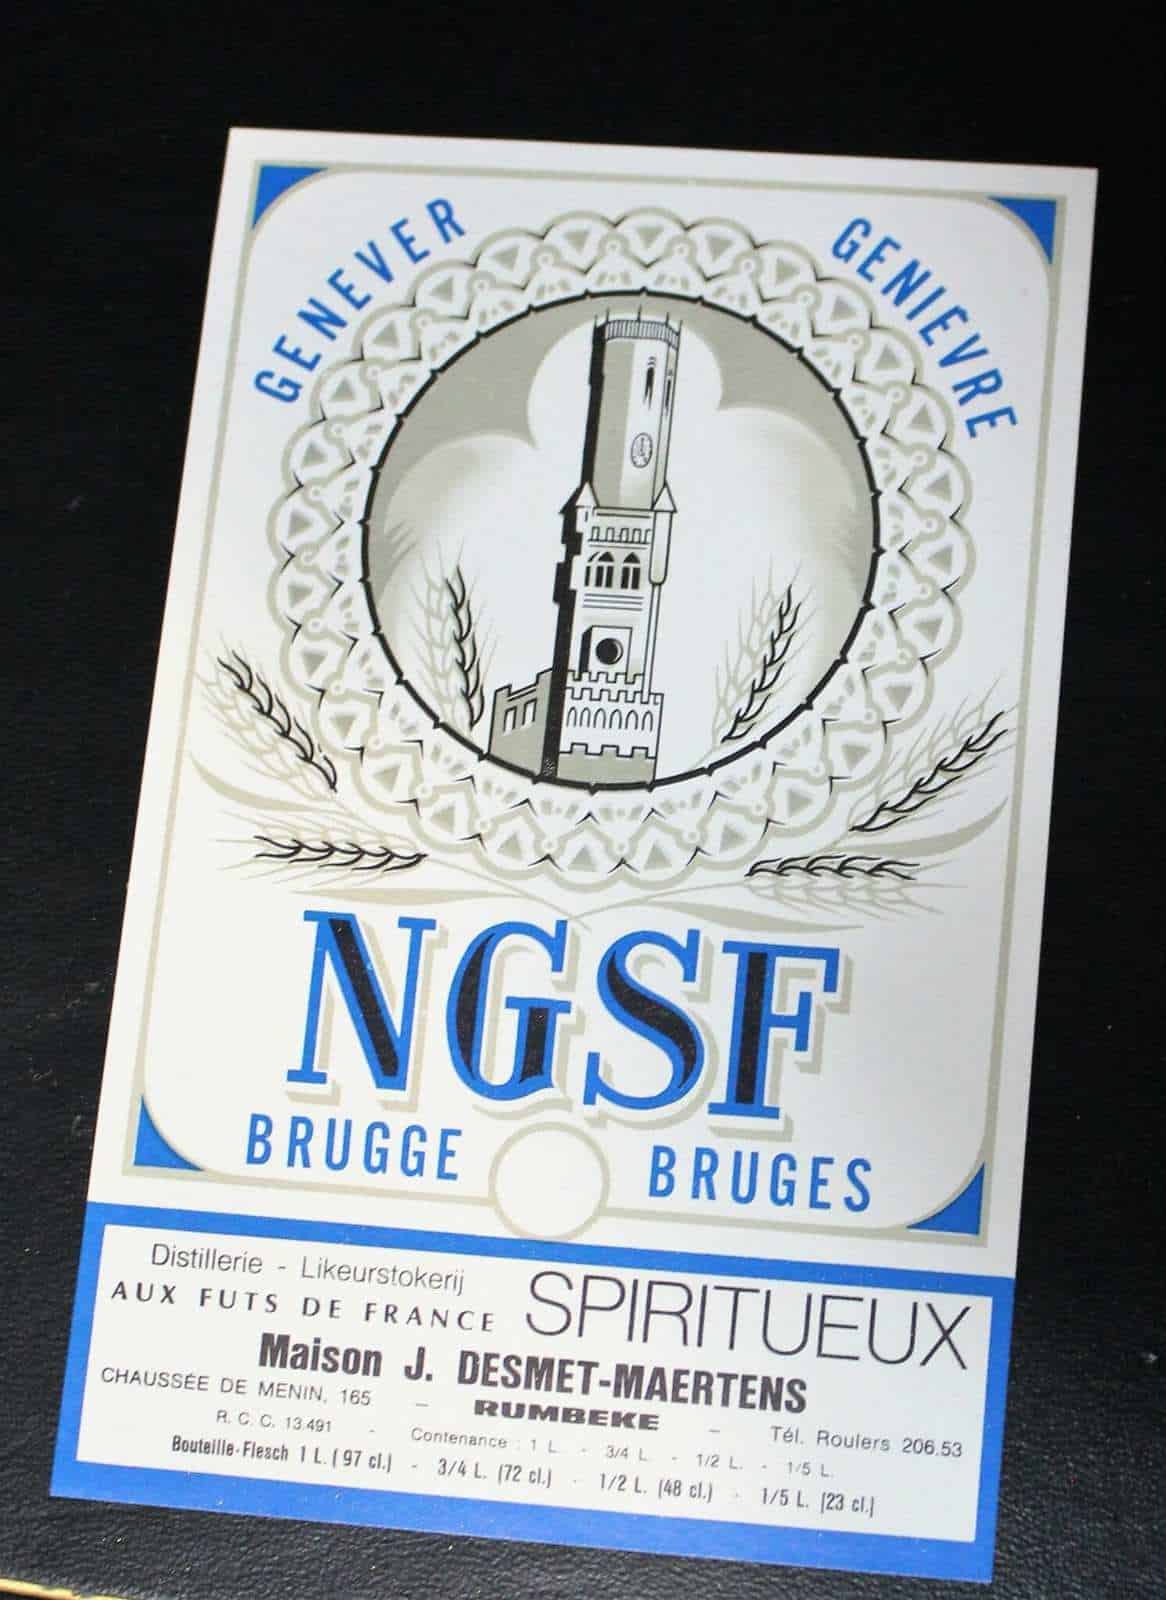 GENEVER GENIEVRE
NGSF
BRUGGE BRUGES
Distillerie - Likeurstokerij
AUX FUTS DE FRANCE
SPIRITUEUX
Maison J. DESMET-MAERTENS
CHAUSSÉE DE MENIN, 165 - RUMBEKE - Tél. Roulers 206.53
R. C. C. 13.491 - Contenance : 1 L. - 3/4 L. - 1/2 L. - 1/5 L.
Bouteille-Flesch 1 L. ( 97 cl.) - 3/4 L. (72 cl.) - 1/2 L. (48 cl.) - 1/5 L. (23 cl.)